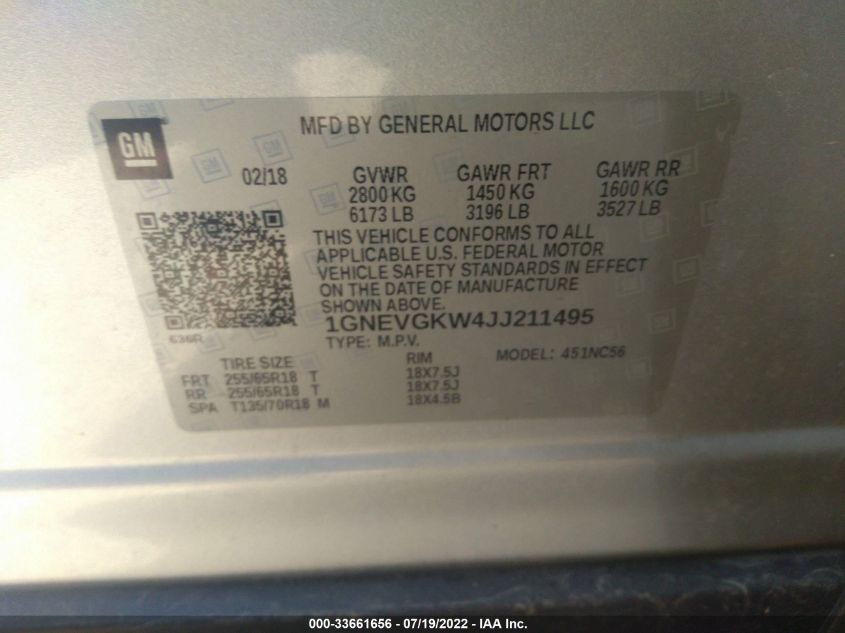 GM
MFD BY GENERAL MOTORS LLC
02/18
GVWR GAWR FRT GAWR RR
2800 KG 1450 KG 1600 KG
6173 LB 3196 LB 3527 LB
THIS VEHICLE CONFORMS TO ALL
APPLICABLE U.S. FEDERAL MOTOR
VEHICLE SAFETY STANDARDS IN EFFECT
ON THE DATE OF MANUFACTURE
SHOWN ABOVE.
636R
1GNEVGKW4JJ211495
TYPE: M.P.V.
MODEL: 451NC56
TIRE SIZE RIM
FRT 255/65R18 T 18X7.5J
RR 255/65R18 T 18X7.5J
SPA T135/70R18 M 18X4.5B
000-33661656 - 07/19/2022 - IAA Inc.